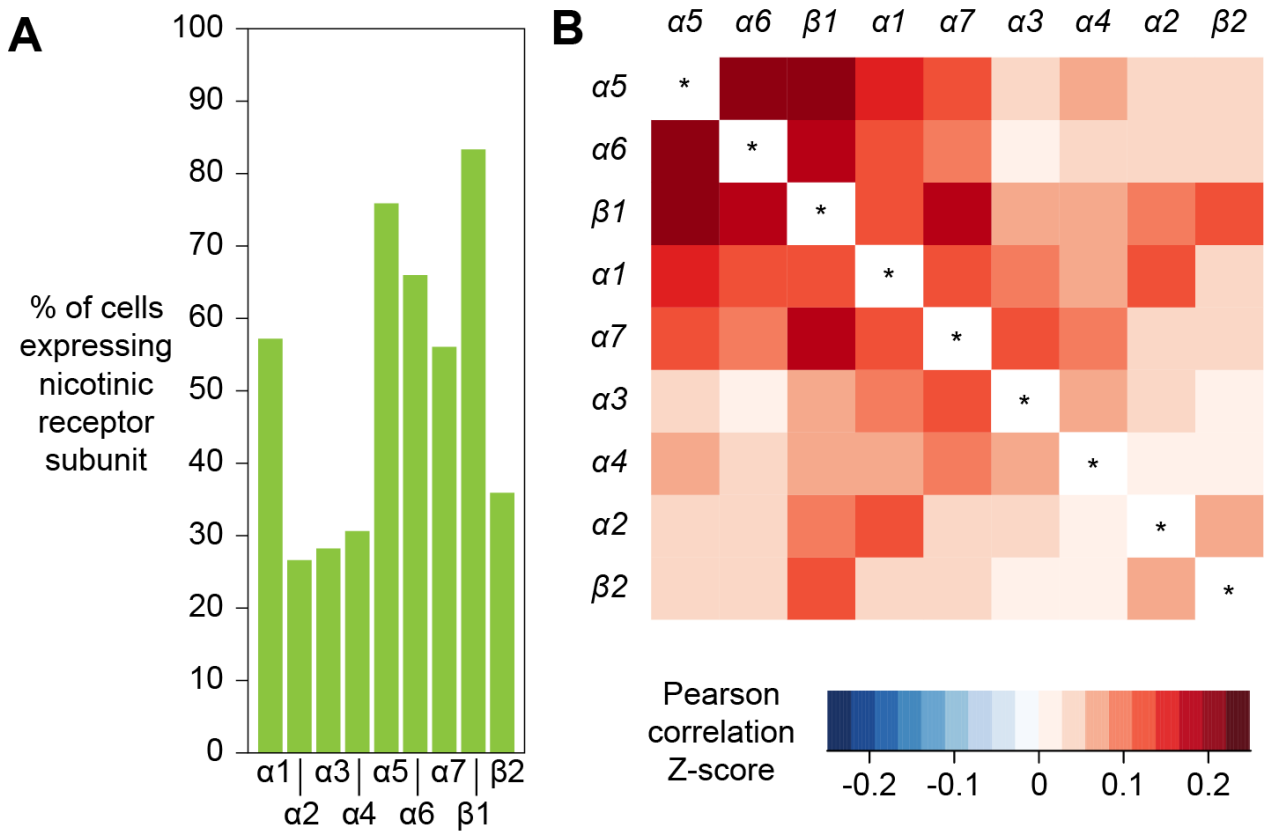 A
100
90
80
70
60
50
40
30
20
10
0
% of cells
expressing
nicotinic
receptor
subunit
α1 | α3 | α5 | α7 | β2
α2 α4 α6 β1
B
α5 α6 β1 α1 α7 α3 α4 α2 β2
α5 *
α6 *
β1 *
α1 *
α7 *
α3 *
α4 *
α2 *
β2 *
Pearson
correlation
Z-score
-0.2 -0.1 0 0.1 0.2